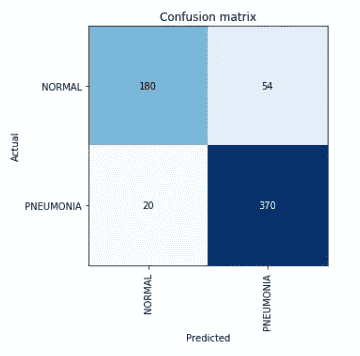 Confusion matrix
NORMAL
180
54
Actual
PNEUMONIA
20
370
NORMAL
PNEUMONIA
Predicted